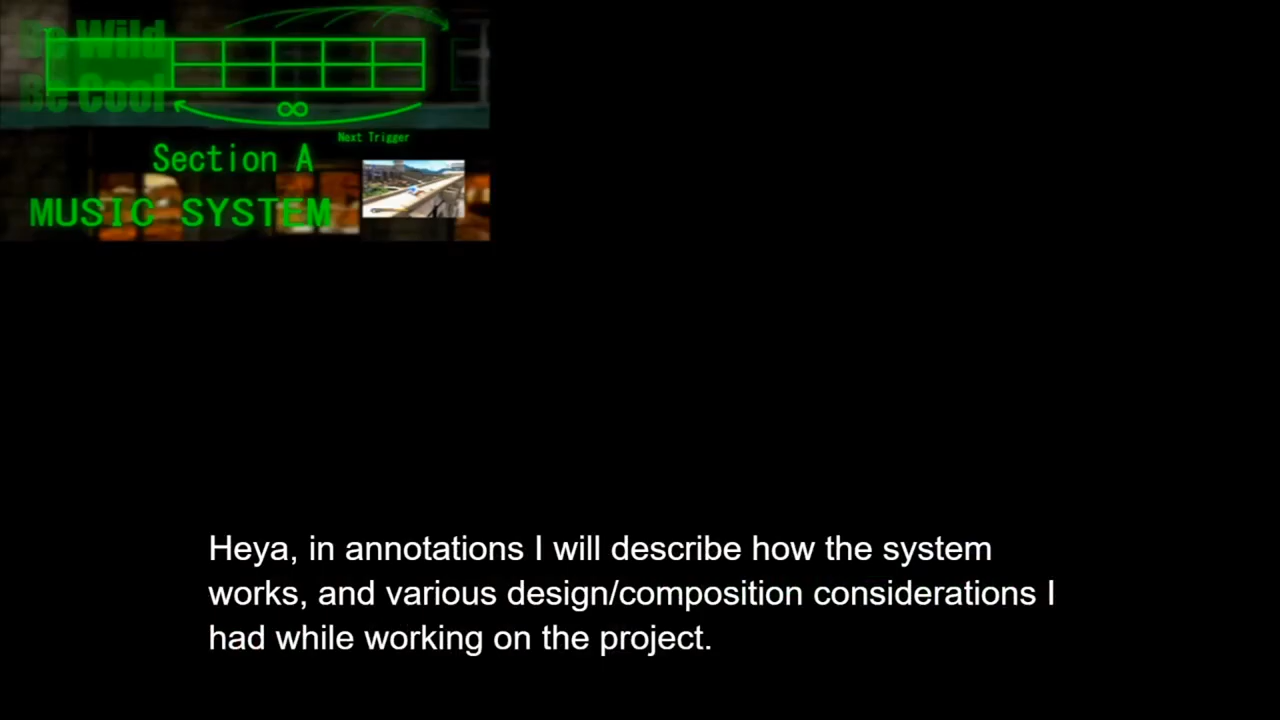 Be Wild
Be Cool
∞
Next Trigger
Section A
MUSIC SYSTEM
Heya, in annotations I will describe how the system
works, and various design/composition considerations I
had while working on the project.